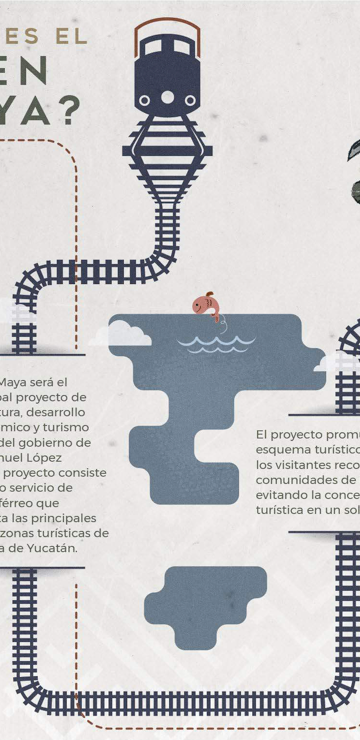 ES EL
EN
YA?
Maya será el
pal proyecto de
tura, desarrollo
mico y turismo
del gobierno de
nuel López
proyecto consiste
o servicio de
férreo que
ta las principales
zonas turísticas de
a de Yucatán.
El proyecto prom
esquema turístico
los visitantes reco
comunidades de
evitando la conce
turística en un sol